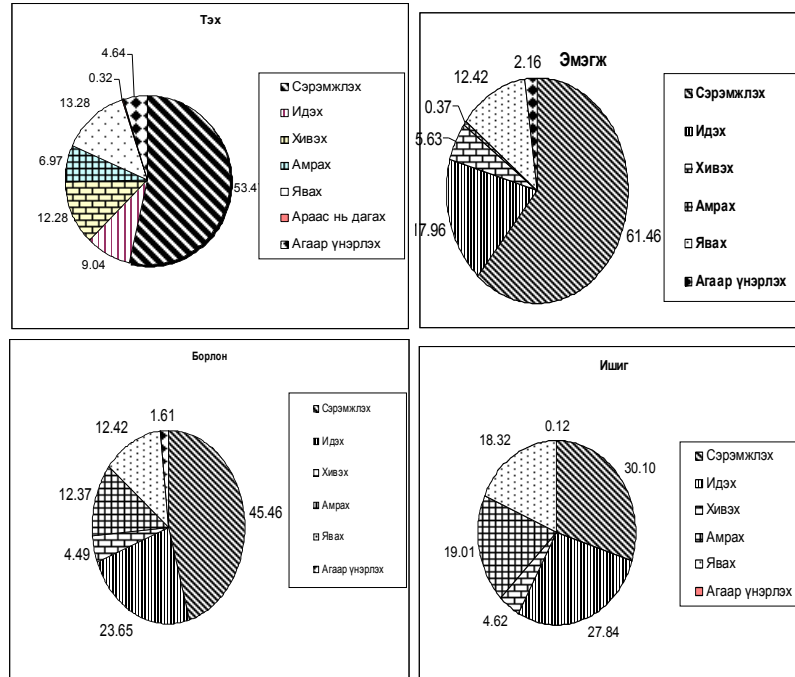 Тэх
4.64
0.32
13.28
6.97
12.28
9.04
53.4
Сэрэмжлэх
Идэх
Хивэх
Амрах
Явах
Араас нь дагах
Агаар үнэрлэх
Эмэгж
2.16
12.42
0.37
5.63
17.96
61.46
Сэрэмжлэх
Идэх
Хивэх
Амрах
Явах
Агаар үнэрлэх
Борлон
1.61
12.42
12.37
4.49
23.65
45.46
Сэрэмжлэх
Идэх
Хивэх
Амрах
Явах
Агаар үнэрлэх
Ишиг
0.12
18.32
30.10
19.01
4.62
27.84
Сэрэмжлэх
Идэх
Хивэх
Амрах
Явах
Агаар үнэрлэх